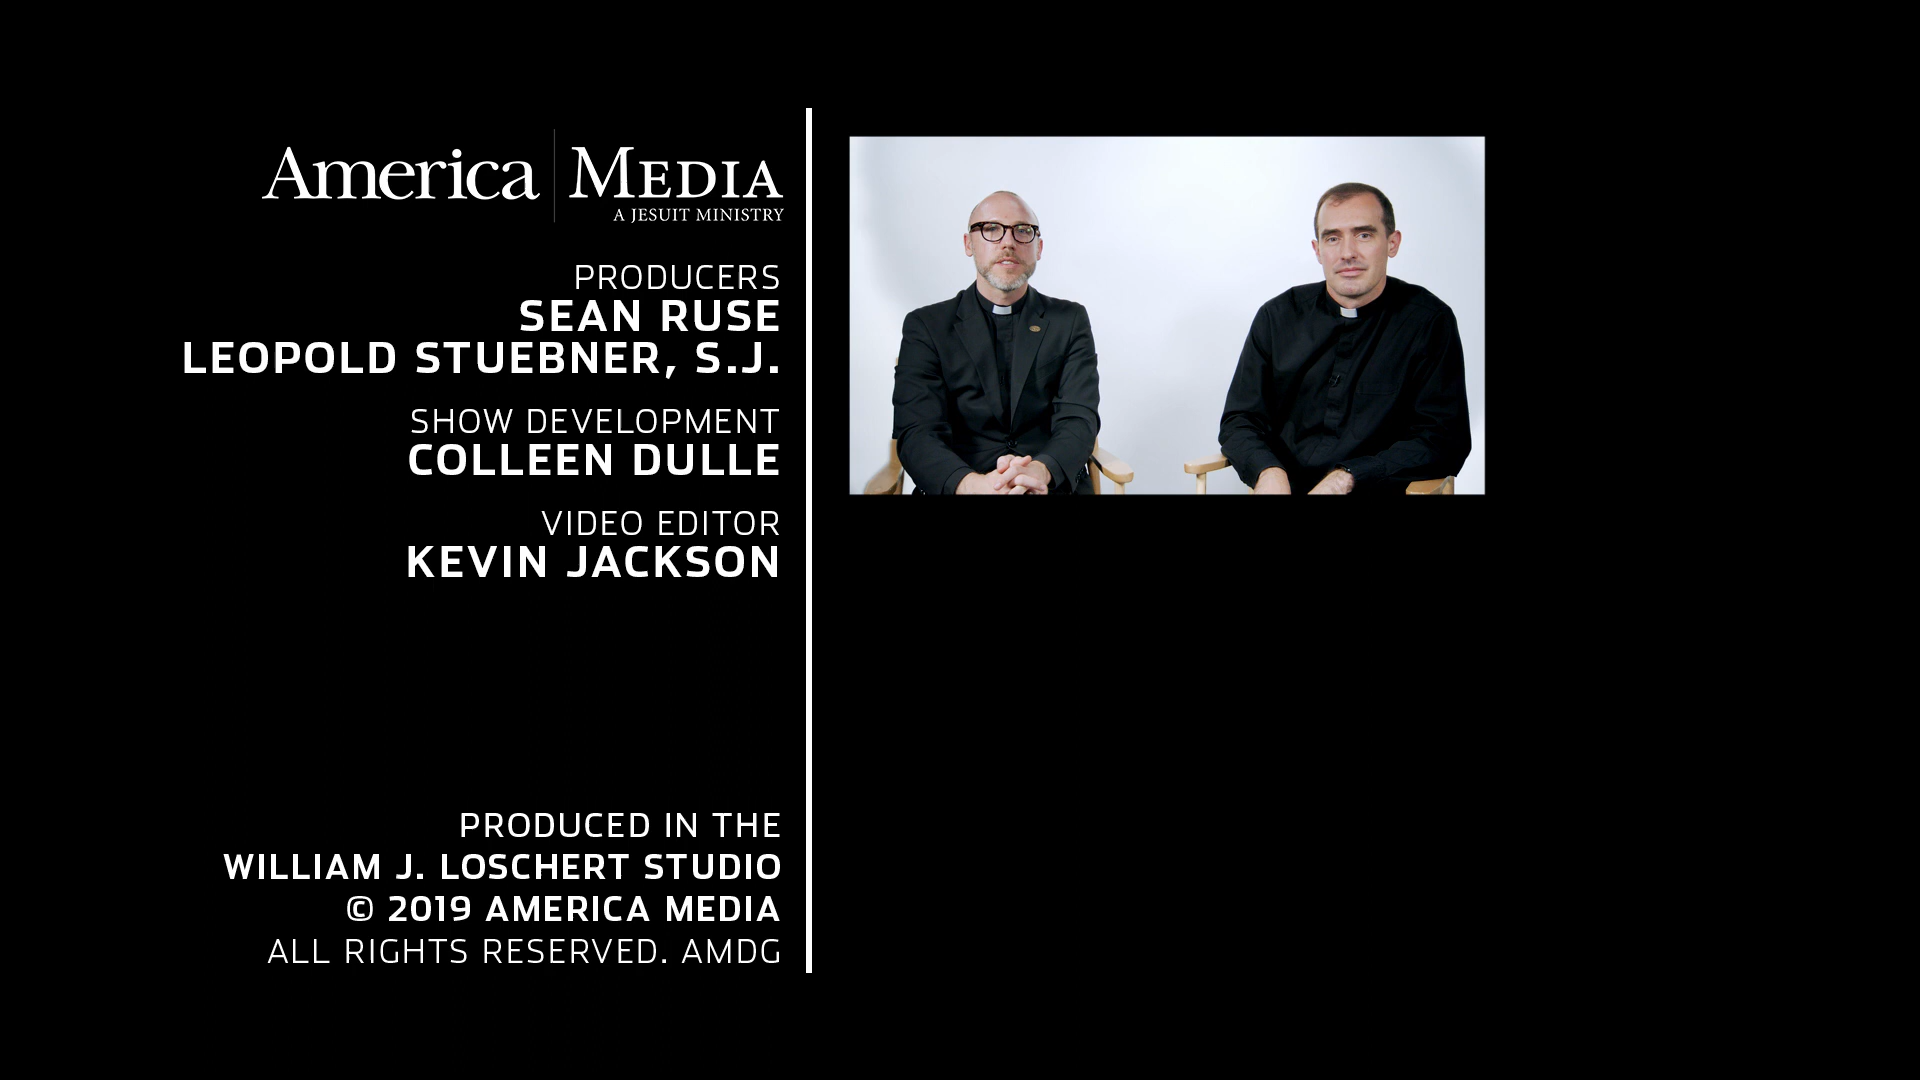 America | MEDIA
A JESUIT MINISTRY
PRODUCERS
SEAN RUSE
LEOPOLD STUEBNER, S.J.
SHOW DEVELOPMENT
COLLEEN DULLE
VIDEO EDITOR
KEVIN JACKSON
PRODUCED IN THE
WILLIAM J. LOSCHERT STUDIO
© 2019 AMERICA MEDIA
ALL RIGHTS RESERVED. AMDG